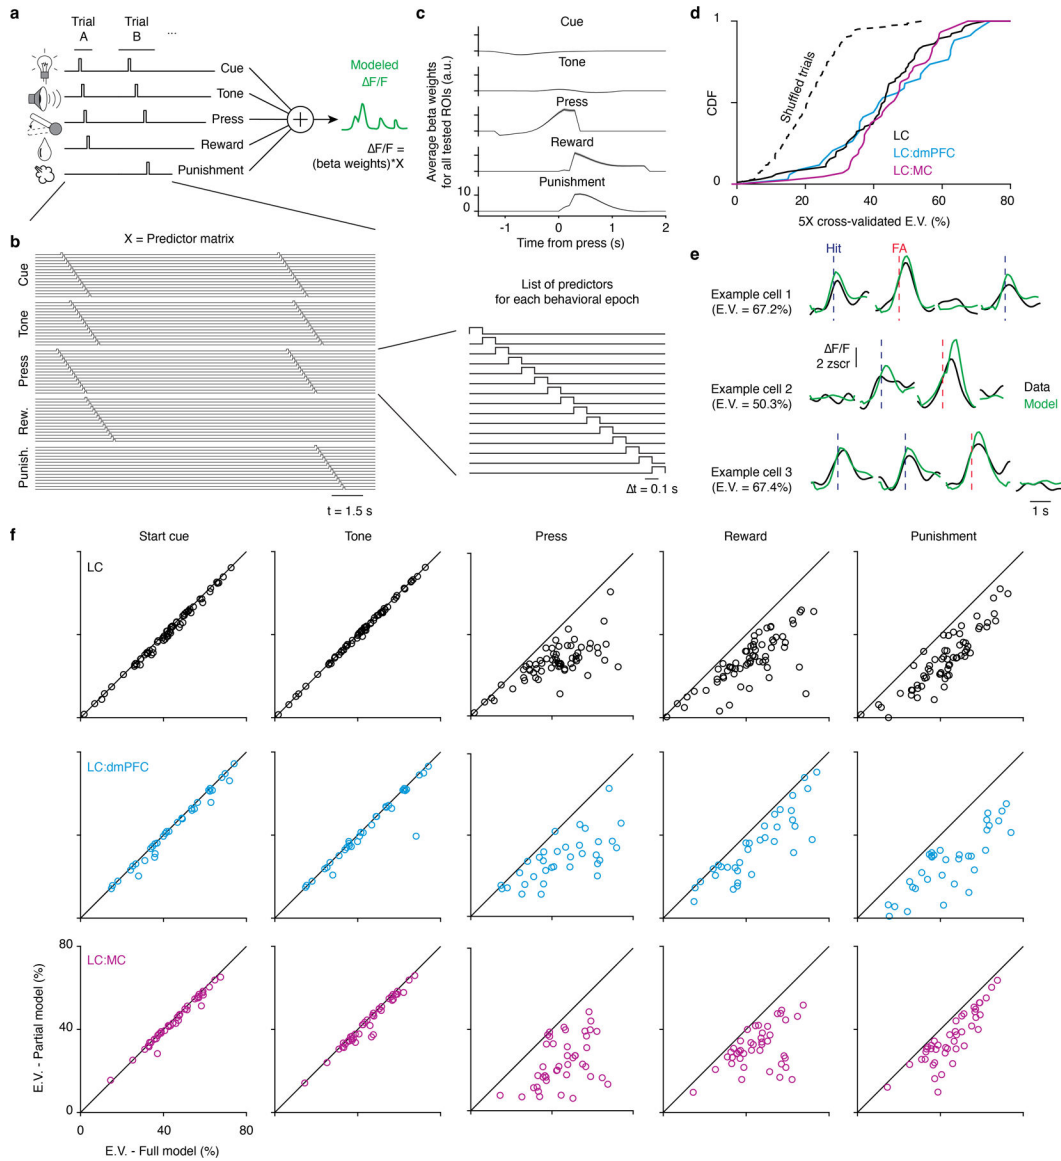 a
Trial
A
Trial
B
...
Cue
Tone
Press
Reward
Punishment
+
Modeled
ΔF/F
ΔF/F =
(beta weights)*X
b
X = Predictor matrix
Cue
Tone
Press
Rew.
Punish.
t = 1.5 s
List of predictors
for each behavioral epoch
Δt = 0.1 s
c
Average beta weights
for all tested ROIs (a.u.)
Cue
Tone
Press
Reward
Punishment
10
0
-1
0
1
2
Time from press (s)
d
1
CDF
0
Shuffled trials
LC
LC:dmPFC
LC:MC
0
20
40
60
80
5X cross-validated E.V. (%)
e
Hit
FA
Example cell 1
(E.V. = 67.2%)
ΔF/F
2 zscr
Example cell 2
(E.V. = 50.3%)
Data
Model
Example cell 3
(E.V. = 67.4%)
1 s
f
Start cue
Tone
Press
Reward
Punishment
LC
LC:dmPFC
LC:MC
80
40
0
E.V. - Partial model (%)
0
40
80
E.V. - Full model (%)